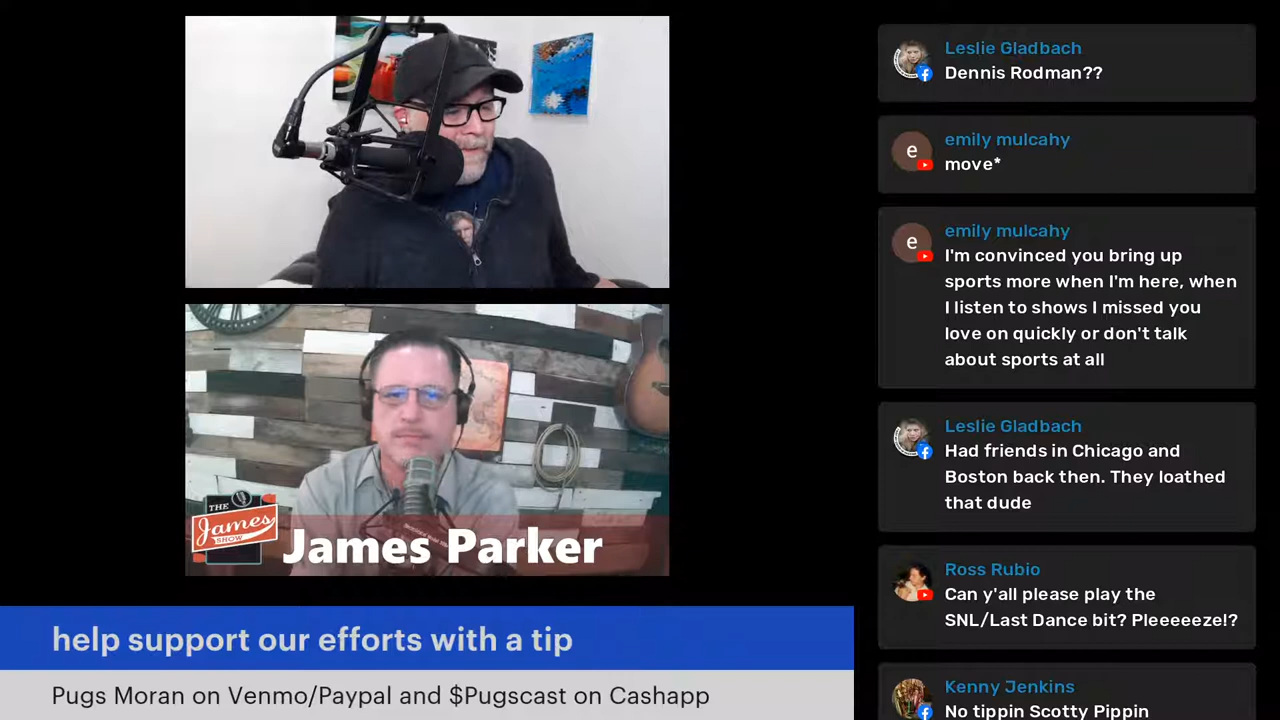 THE
James
SHOW
James Parker
help support our efforts with a tip
Pugs Moran on Venmo/Paypal and $Pugscast on Cashapp
Leslie Gladbach
Dennis Rodman??
e
emily mulcahy
move*
e
emily mulcahy
I'm convinced you bring up
sports more when I'm here, when
I listen to shows I missed you
love on quickly or don't talk
about sports at all
Leslie Gladbach
Had friends in Chicago and
Boston back then. They loathed
that dude
Ross Rubio
Can y'all please play the
SNL/Last Dance bit? Pleeeeeze!?
Kenny Jenkins
No tippin Scotty Pippin